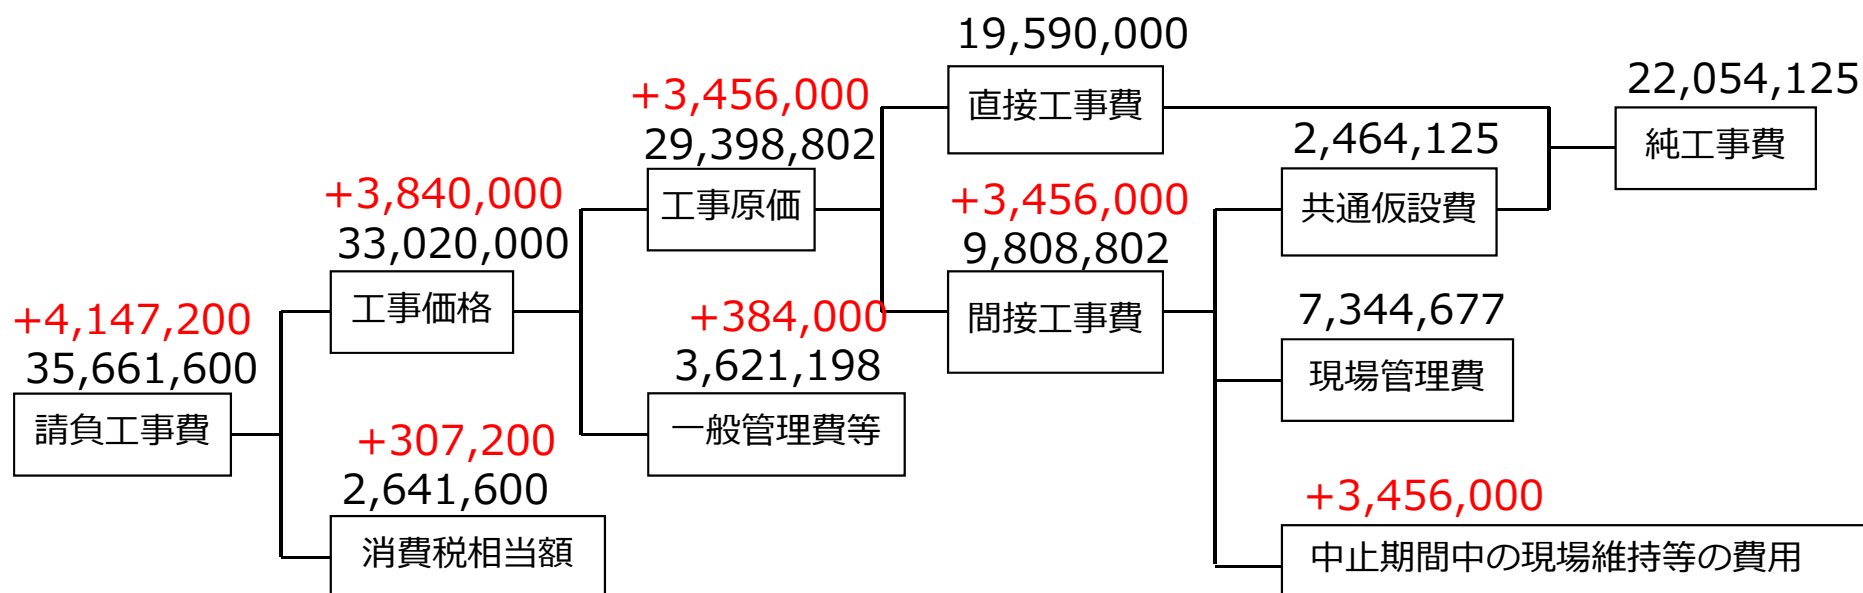 +4,147,200
35,661,600
請負工事費
+3,840,000
33,020,000
工事価格
+307,200
2,641,600
消費税相当額
+3,456,000
29,398,802
工事原価
+384,000
3,621,198
一般管理費等
19,590,000
直接工事費
+3,456,000
9,808,802
間接工事費
2,464,125
共通仮設費
7,344,677
現場管理費
+3,456,000
中止期間中の現場維持等の費用
22,054,125
純工事費